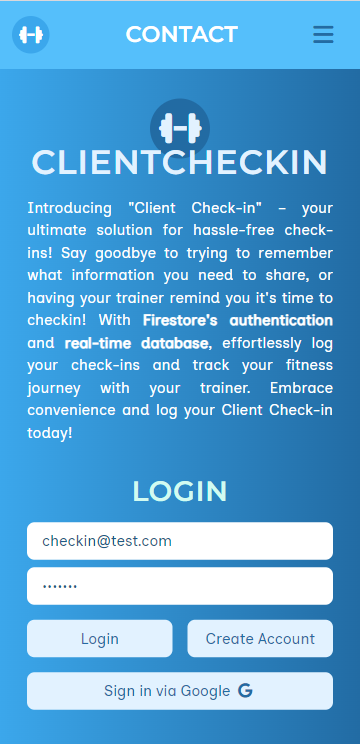 CONTACT
CLIENTCHECKIN
Introducing "Client Check-in" – your
ultimate solution for hassle-free check-
ins! Say goodbye to trying to remember
what information you need to share, or
having your trainer remind you it's time to
checkin! With Firestore's authentication
and real-time database, effortlessly log
your check-ins and track your fitness
journey with your trainer. Embrace
convenience and log your Client Check-in
today!
LOGIN
checkin@test.com
•••••••
Login
Create Account
Sign in via Google G